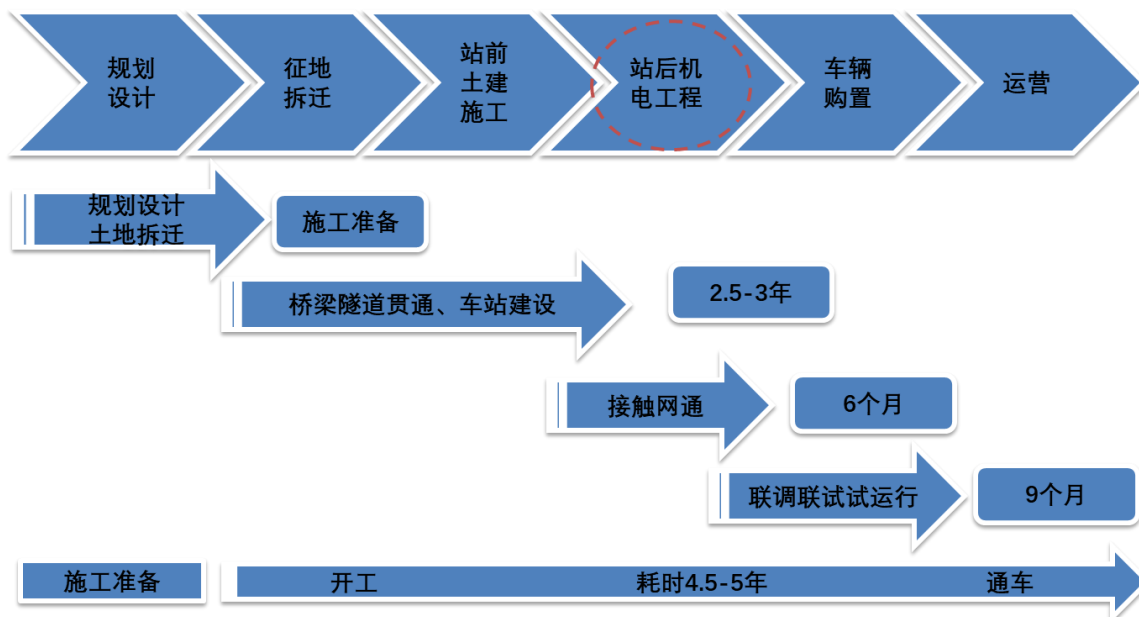 规划
设计
征地
拆迁
站前
土建
施工
站后机
电工程
车辆
购置
运营
规划设计
土地拆迁
施工准备
桥梁隧道贯通、车站建设
2.5-3年
接触网通
6个月
联调联试试运行
9个月
施工准备
开工
耗时4.5-5年
通车